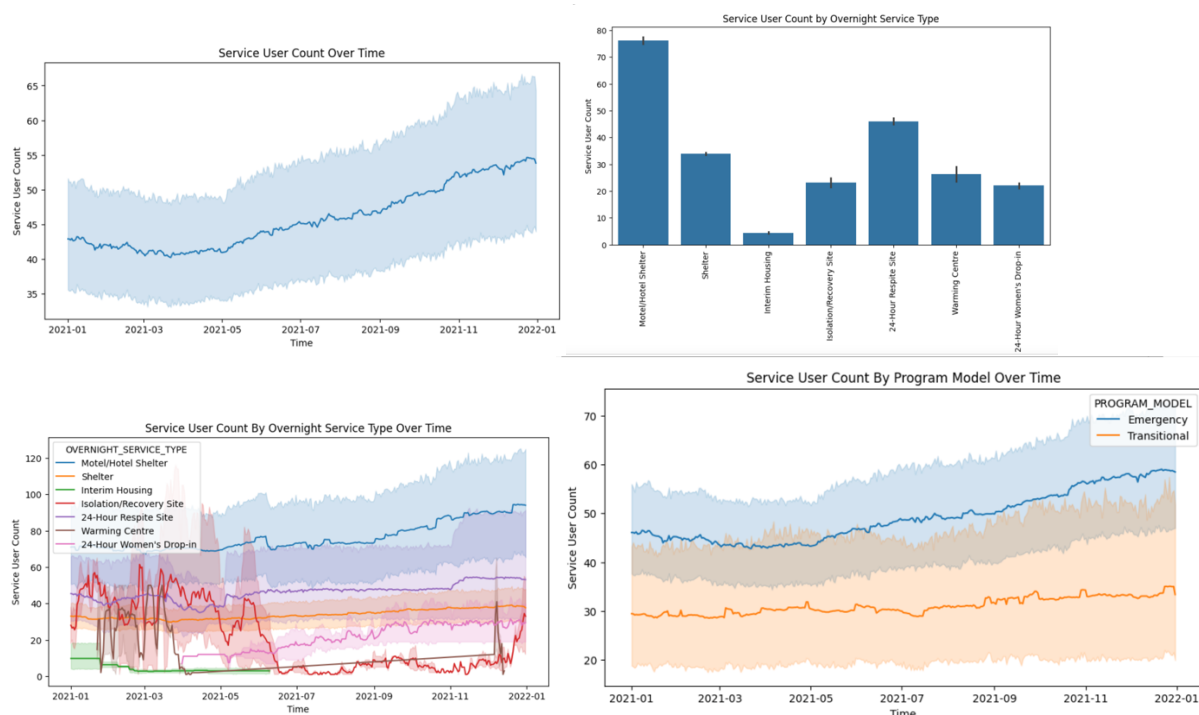 Service User Count Over Time
Service User Count
65
60
55
50
45
40
35
2021-01 2021-03 2021-05 2021-07 2021-09 2021-11 2022-01
Time
Service User Count by Overnight Service Type
Service User Count
80
70
60
50
40
30
20
10
0
Motel/Hotel Shelter
Shelter
Interim Housing
Isolation/Recovery Site
24-Hour Respite Site
Warming Centre
24-Hour Women's Drop-in
Service User Count By Overnight Service Type Over Time
OVERNIGHT_SERVICE_TYPE
Motel/Hotel Shelter
Shelter
Interim Housing
Isolation/Recovery Site
24-Hour Respite Site
Warming Centre
24-Hour Women's Drop-in
Service User Count
120
100
80
60
40
20
0
2021-01 2021-03 2021-05 2021-07 2021-09 2021-11 2022-01
Time
Service User Count By Program Model Over Time
PROGRAM_MODEL
Emergency
Transitional
Service User Count
70
60
50
40
30
20
2021-01 2021-03 2021-05 2021-07 2021-09 2021-11 2022-01
Time